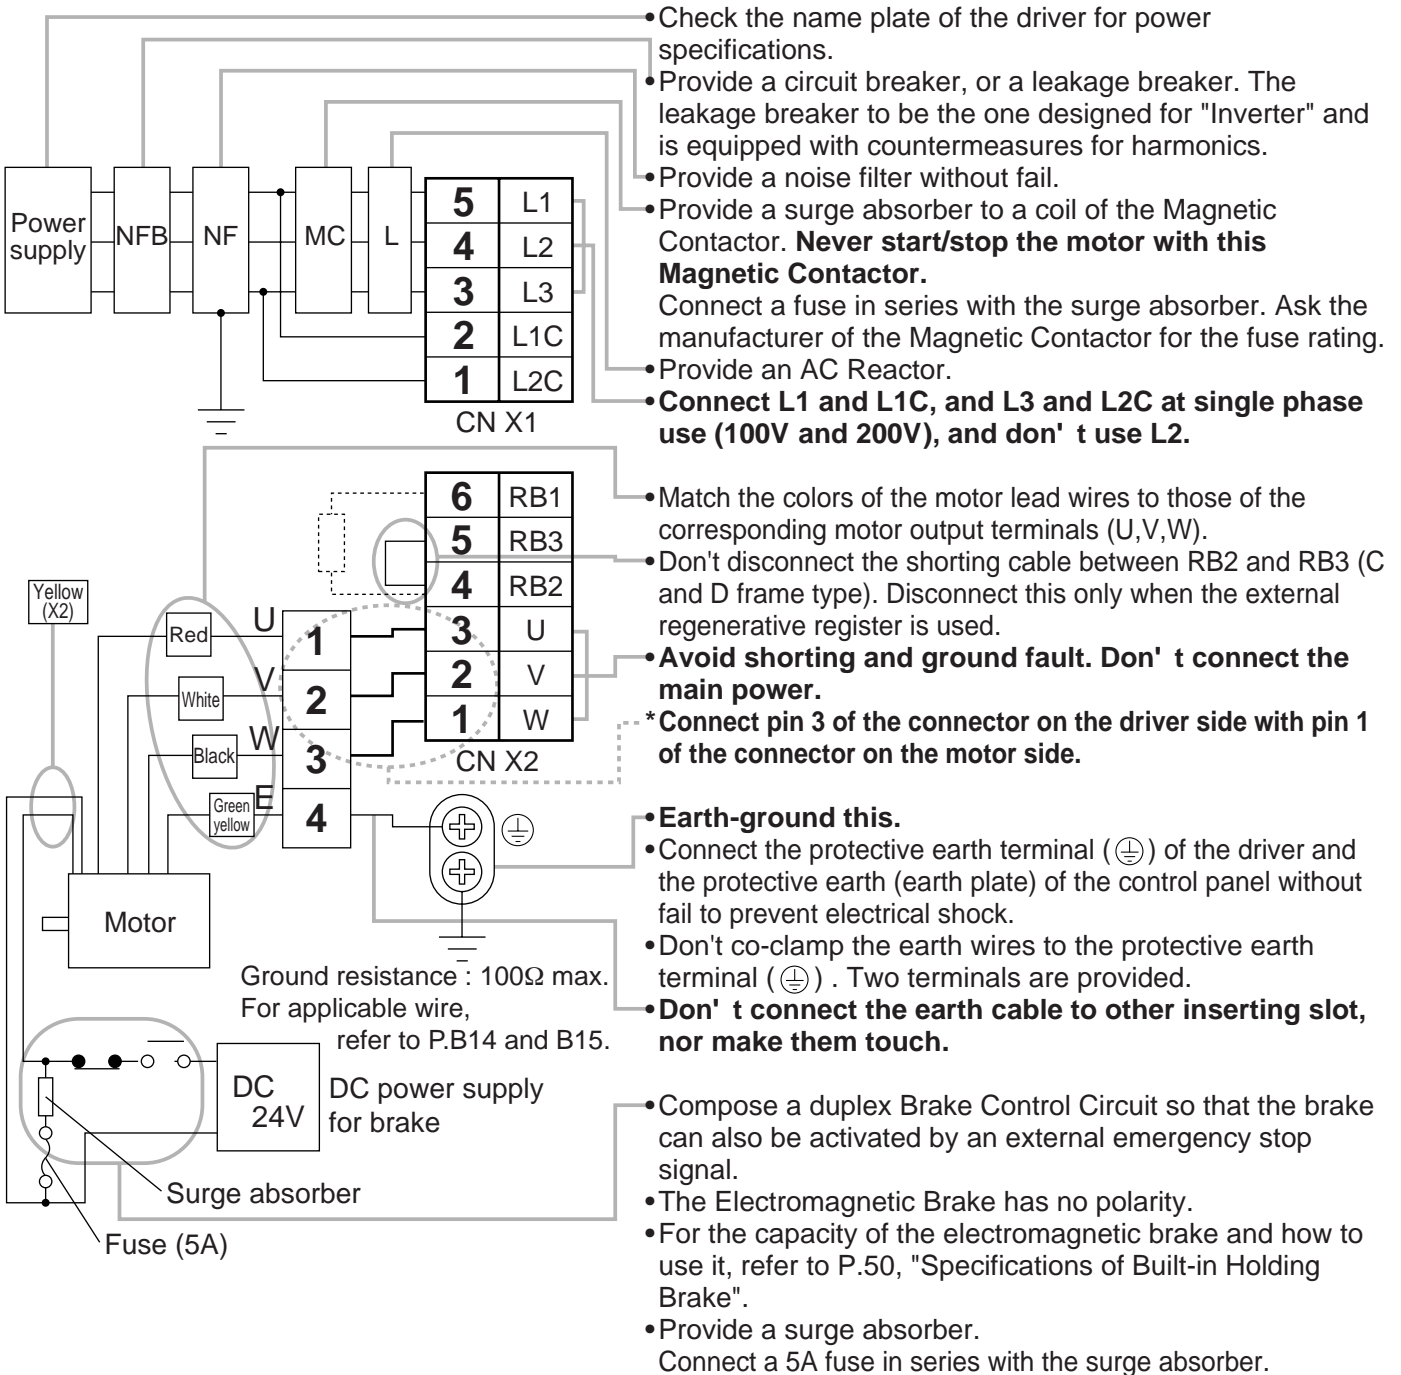 •Check the name plate of the driver for power
specifications.
•Provide a circuit breaker, or a leakage breaker. The
leakage breaker to be the one designed for "Inverter" and
is equipped with countermeasures for harmonics.
•Provide a noise filter without fail.
•Provide a surge absorber to a coil of the Magnetic
Contactor. Never start/stop the motor with this
Magnetic Contactor.
Connect a fuse in series with the surge absorber. Ask the
manufacturer of the Magnetic Contactor for the fuse rating.
•Provide an AC Reactor.
•Connect L1 and L1C, and L3 and L2C at single phase
use (100V and 200V), and don' t use L2.
Power
supply
NFB
NF
MC
L
5 L1
4 L2
3 L3
2 L1C
1 L2C
CN X1
•Match the colors of the motor lead wires to those of the
corresponding motor output terminals (U,V,W).
•Don't disconnect the shorting cable between RB2 and RB3 (C
and D frame type). Disconnect this only when the external
regenerative register is used.
•Avoid shorting and ground fault. Don' t connect the
main power.
*Connect pin 3 of the connector on the driver side with pin 1
of the connector on the motor side.
6 RB1
5 RB3
4 RB2
3 U
2 V
1 W
CN X2
Yellow
(X2)
Red U 1
White V 2
Black W 3
Green
yellow
E 4
Motor
•Earth-ground this.
•Connect the protective earth terminal (⏚) of the driver and
the protective earth (earth plate) of the control panel without
fail to prevent electrical shock.
•Don't co-clamp the earth wires to the protective earth
terminal (⏚) . Two terminals are provided.
•Don' t connect the earth cable to other inserting slot,
nor make them touch.
Ground resistance : 100Ω max.
For applicable wire,
refer to P.B14 and B15.
DC
24V
DC power supply
for brake
Surge absorber
Fuse (5A)
•Compose a duplex Brake Control Circuit so that the brake
can also be activated by an external emergency stop
signal.
•The Electromagnetic Brake has no polarity.
•For the capacity of the electromagnetic brake and how to
use it, refer to P.50, "Specifications of Built-in Holding
Brake".
•Provide a surge absorber.
Connect a 5A fuse in series with the surge absorber.